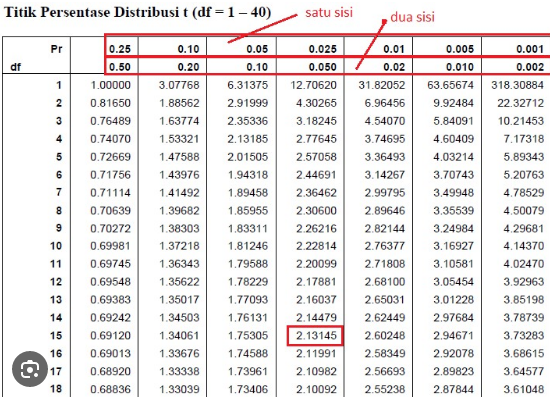 Titik Persentase Distribusi t (df = 1 – 40)
satu sisi
dua sisi
Pr 0.25 0.10 0.05 0.025 0.01 0.005 0.001
df 0.50 0.20 0.10 0.050 0.02 0.010 0.002
1 1.00000 3.07768 6.31375 12.70620 31.82052 63.65674 318.30884
2 0.81650 1.88562 2.91999 4.30265 6.96456 9.92484 22.32712
3 0.76489 1.63774 2.35336 3.18245 4.54070 5.84091 10.21453
4 0.74070 1.53321 2.13185 2.77645 3.74695 4.60409 7.17318
5 0.72669 1.47588 2.01505 2.57058 3.36493 4.03214 5.89343
6 0.71756 1.43976 1.94318 2.44691 3.14267 3.70743 5.20763
7 0.71114 1.41492 1.89458 2.36462 2.99795 3.49948 4.78529
8 0.70639 1.39682 1.85955 2.30600 2.89646 3.35539 4.50079
9 0.70272 1.38303 1.83311 2.26216 2.82144 3.24984 4.29681
10 0.69981 1.37218 1.81246 2.22814 2.76377 3.16927 4.14370
11 0.69745 1.36343 1.79588 2.20099 2.71808 3.10581 4.02470
12 0.69548 1.35622 1.78229 2.17881 2.68100 3.05454 3.92963
13 0.69383 1.35017 1.77093 2.16037 2.65031 3.01228 3.85198
14 0.69242 1.34503 1.76131 2.14479 2.62449 2.97684 3.78739
15 0.69120 1.34061 1.75305 2.13145 2.60248 2.94671 3.73283
16 0.69013 1.33676 1.74588 2.11991 2.58349 2.92078 3.68615
17 0.68920 1.33338 1.73961 2.10982 2.56693 2.89823 3.64577
18 0.68836 1.33039 1.73406 2.10092 2.55238 2.87844 3.61048